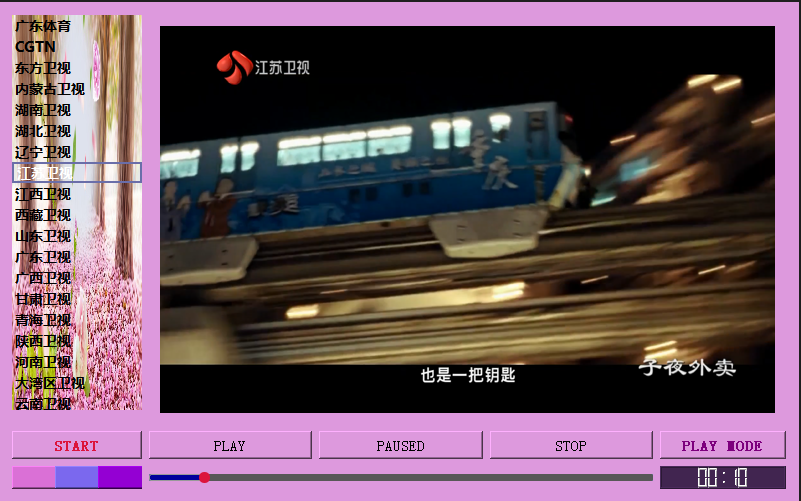 广东体育
CGTN
东方卫视
内蒙古卫视
湖南卫视
湖北卫视
辽宁卫视
江苏卫视
江西卫视
西藏卫视
山东卫视
广东卫视
广西卫视
甘肃卫视
青海卫视
陕西卫视
河南卫视
大湾区卫视
云南卫视
江苏卫视
重庆
也是一把钥匙
子夜外卖
START
PLAY
PAUSED
STOP
PLAY MODE
00:10